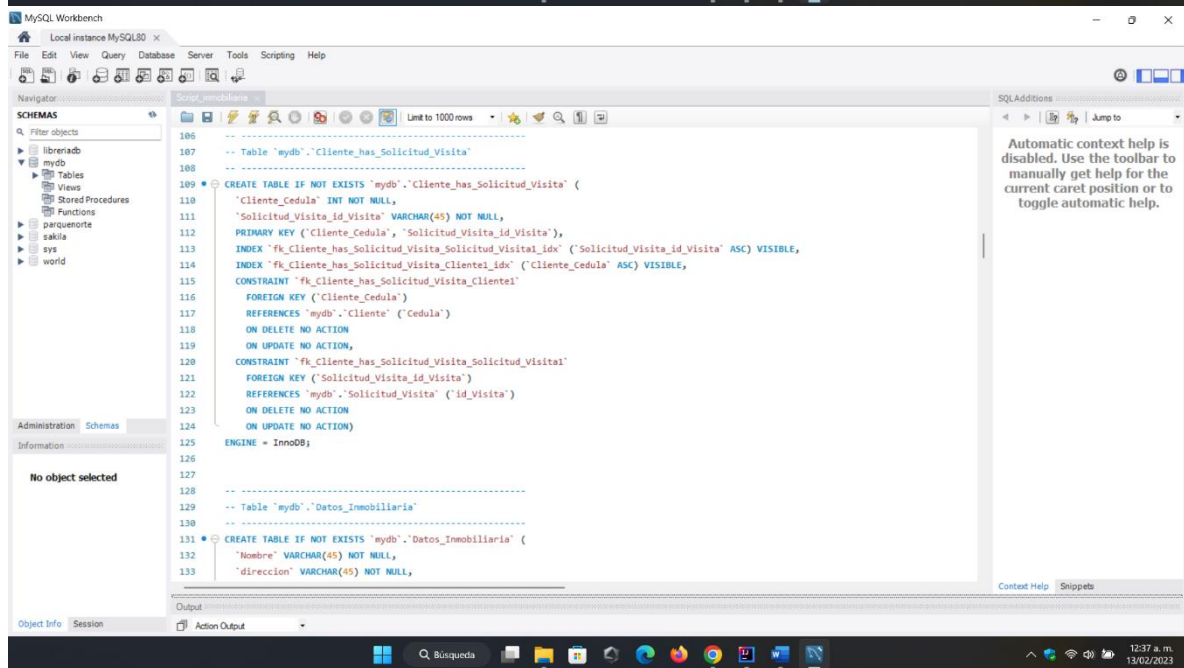 MySQL Workbench
Local instance MySQL80
File Edit View Query Database Server Tools Scripting Help
Navigator
SCHEMAS
Filter objects
libreriadb
mydb
Tables
Views
Stored Procedures
Functions
parquenorte
sakila
sys
world
Administration Schemas
Information
No object selected
Object Info Session
Script_inmobiliaria
Limit to 1000 rows
106 -- -----------------------------------------------------
107 -- Table `mydb`.`Cliente_has_Solicitud_Visita`
108 -- -----------------------------------------------------
109 CREATE TABLE IF NOT EXISTS `mydb`.`Cliente_has_Solicitud_Visita` (
110 `Cliente_Cedula` INT NOT NULL,
111 `Solicitud_Visita_id_Visita` VARCHAR(45) NOT NULL,
112 PRIMARY KEY (`Cliente_Cedula`, `Solicitud_Visita_id_Visita`),
113 INDEX `fk_Cliente_has_Solicitud_Visita_Solicitud_Visita1_idx` (`Solicitud_Visita_id_Visita` ASC) VISIBLE,
114 INDEX `fk_Cliente_has_Solicitud_Visita_Cliente1_idx` (`Cliente_Cedula` ASC) VISIBLE,
115 CONSTRAINT `fk_Cliente_has_Solicitud_Visita_Cliente1`
116 FOREIGN KEY (`Cliente_Cedula`)
117 REFERENCES `mydb`.`Cliente` (`Cedula`)
118 ON DELETE NO ACTION
119 ON UPDATE NO ACTION,
120 CONSTRAINT `fk_Cliente_has_Solicitud_Visita_Solicitud_Visita1`
121 FOREIGN KEY (`Solicitud_Visita_id_Visita`)
122 REFERENCES `mydb`.`Solicitud_Visita` (`id_Visita`)
123 ON DELETE NO ACTION
124 ON UPDATE NO ACTION)
125 ENGINE = InnoDB;
126
127
128 -- -----------------------------------------------------
129 -- Table `mydb`.`Datos_Inmobiliaria`
130 -- -----------------------------------------------------
131 CREATE TABLE IF NOT EXISTS `mydb`.`Datos_Inmobiliaria` (
132 `Nombre` VARCHAR(45) NOT NULL,
133 `direccion` VARCHAR(45) NOT NULL,
Output
Action Output
SQLAdditions
Jump to
Automatic context help is
disabled. Use the toolbar to
manually get help for the
current caret position or to
toggle automatic help.
Context Help Snippets
Búsqueda
12:37 a. m.
13/02/2023